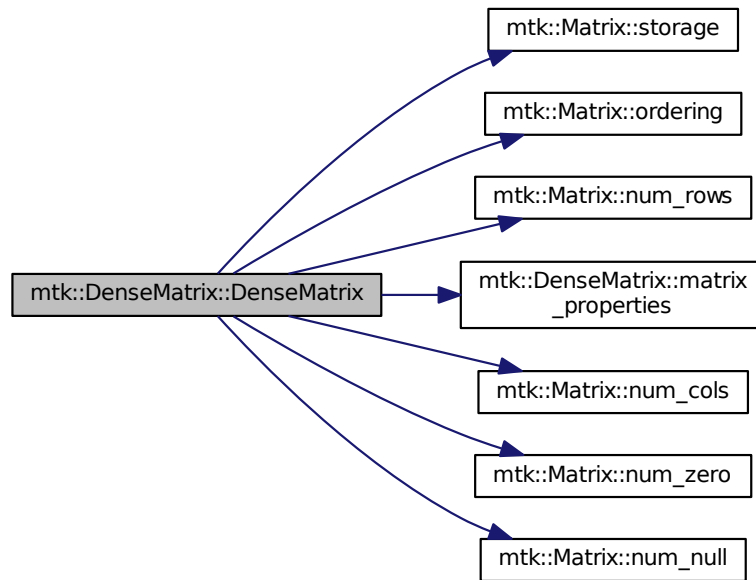 mtk::Matrix::storage
mtk::Matrix::ordering
mtk::Matrix::num_rows
mtk::DenseMatrix::DenseMatrix
mtk::DenseMatrix::matrix
_properties
mtk::Matrix::num_cols
mtk::Matrix::num_zero
mtk::Matrix::num_null